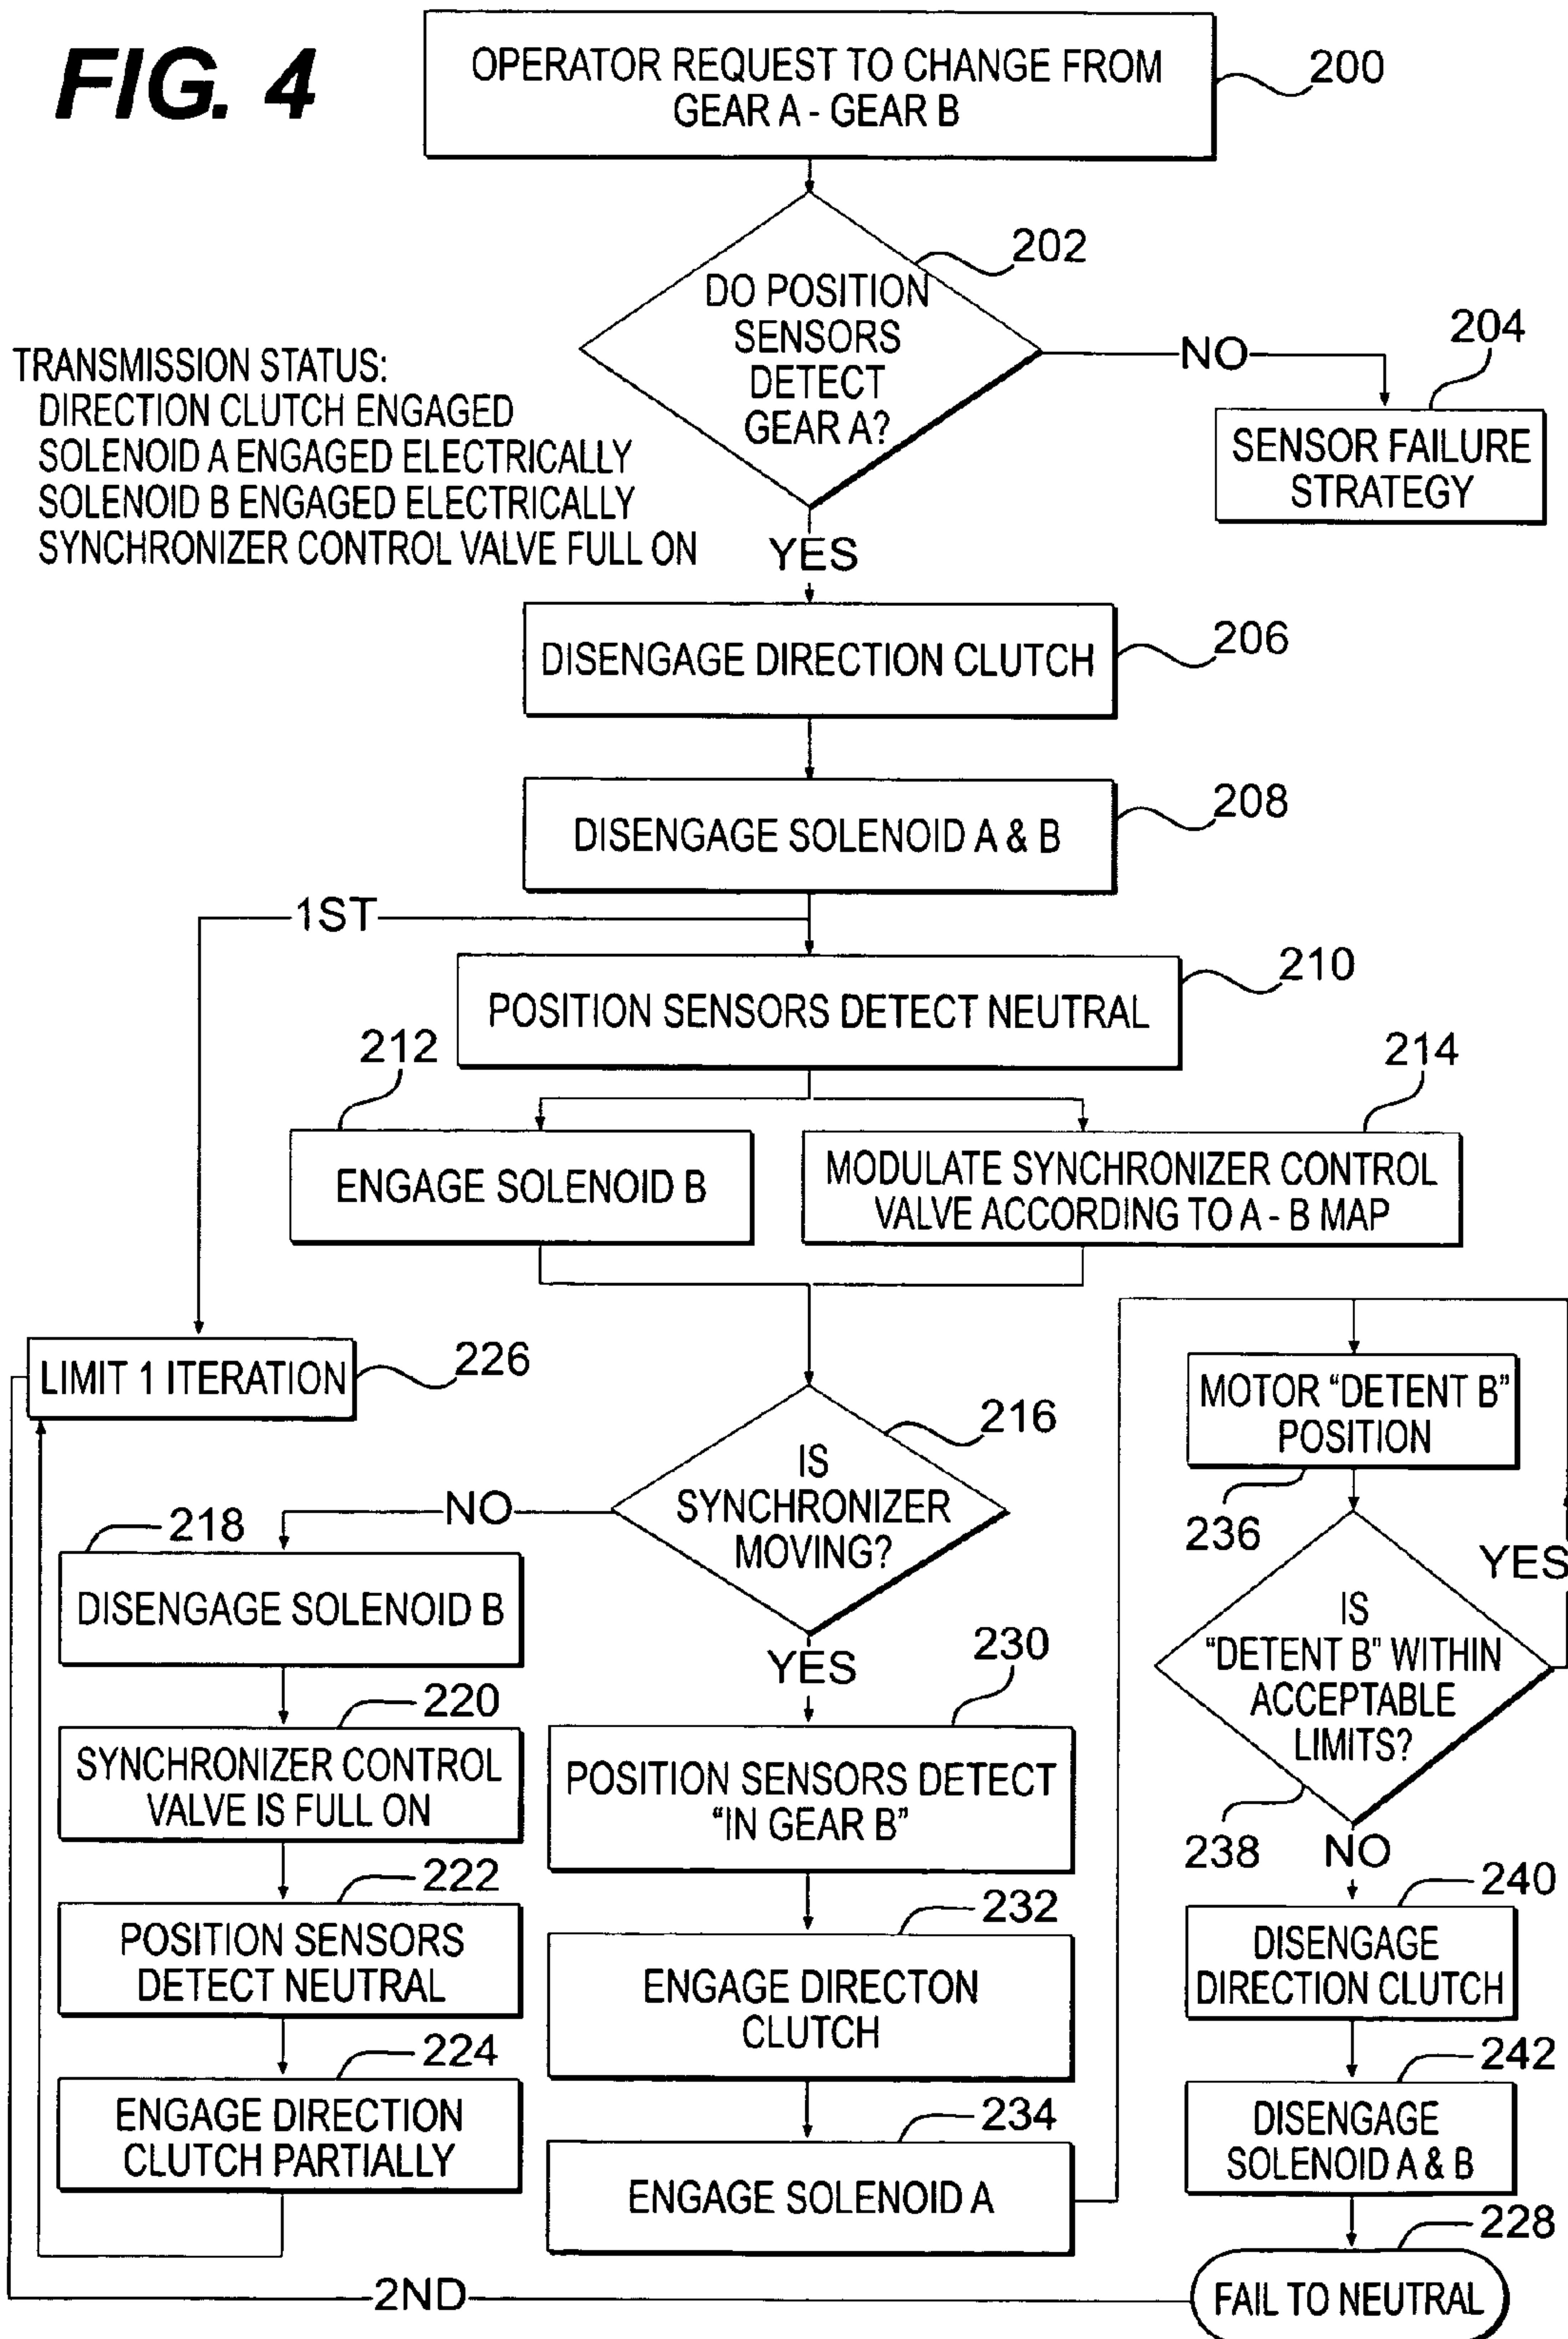 FIG. 4
OPERATOR REQUEST TO CHANGE FROM
GEAR A - GEAR B
200
202
DO POSITION
SENSORS
DETECT
GEAR A?
NO
204
SENSOR FAILURE
STRATEGY
TRANSMISSION STATUS:
DIRECTION CLUTCH ENGAGED
SOLENOID A ENGAGED ELECTRICALLY
SOLENOID B ENGAGED ELECTRICALLY
SYNCHRONIZER CONTROL VALVE FULL ON
YES
DISENGAGE DIRECTION CLUTCH
206
DISENGAGE SOLENOID A & B
208
1ST
POSITION SENSORS DETECT NEUTRAL
210
212
ENGAGE SOLENOID B
214
MODULATE SYNCHRONIZER CONTROL
VALVE ACCORDING TO A - B MAP
LIMIT 1 ITERATION
226
216
IS
SYNCHRONIZER
MOVING?
NO
218
DISENGAGE SOLENOID B
220
SYNCHRONIZER CONTROL
VALVE IS FULL ON
222
POSITION SENSORS
DETECT NEUTRAL
224
ENGAGE DIRECTION
CLUTCH PARTIALLY
YES
230
POSITION SENSORS DETECT
“IN GEAR B”
232
ENGAGE DIRECTON
CLUTCH
234
ENGAGE SOLENOID A
MOTOR “DETENT B”
POSITION
236
IS
“DETENT B” WITHIN
ACCEPTABLE
LIMITS?
YES
238
NO
240
DISENGAGE
DIRECTION CLUTCH
242
DISENGAGE
SOLENOID A & B
228
FAIL TO NEUTRAL
2ND